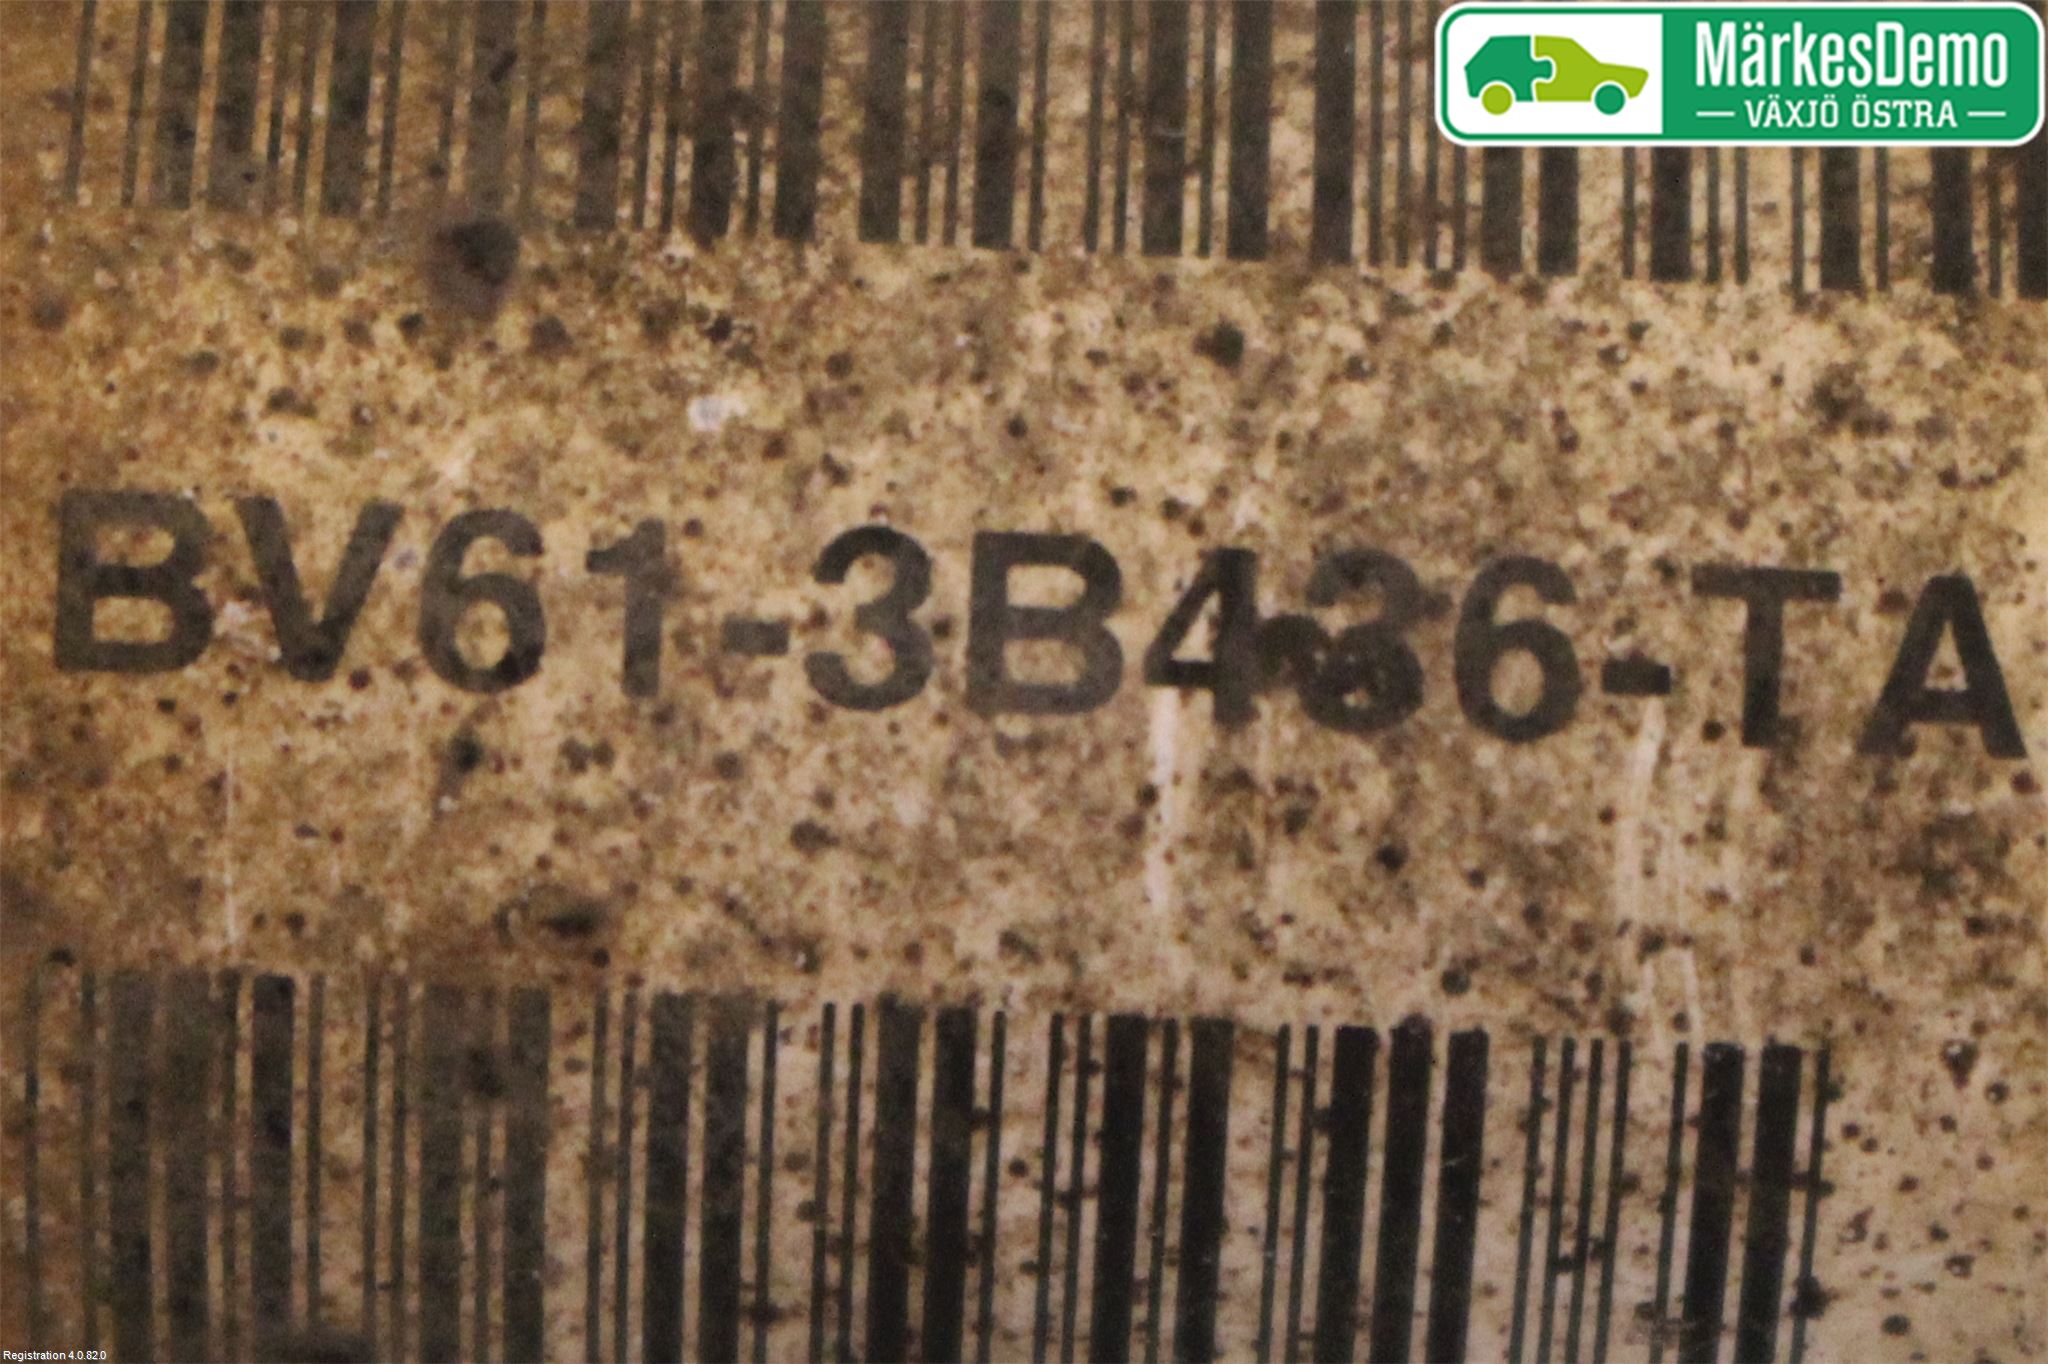 MärkesDemo
— VÄXJÖ ÖSTRA —
BV61-3B436-TA
Registration 4.0.82.0